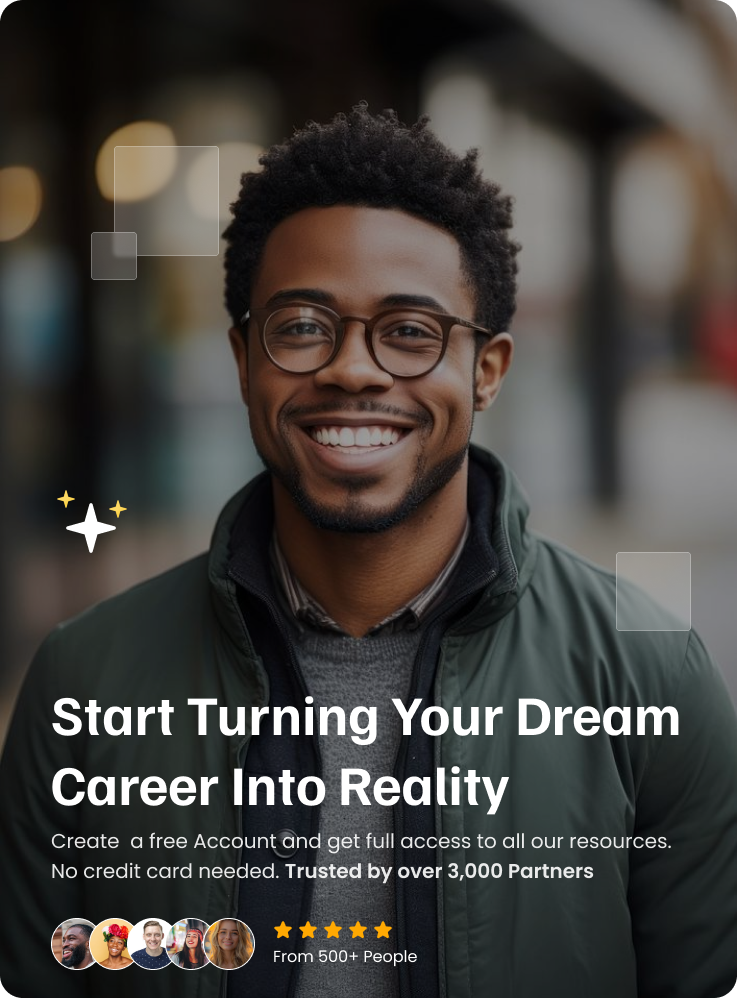 Start Turning Your Dream
Career Into Reality
Create  a free Account and get full access to all our resources.
No credit card needed. Trusted by over 3,000 Partners
From 500+ People